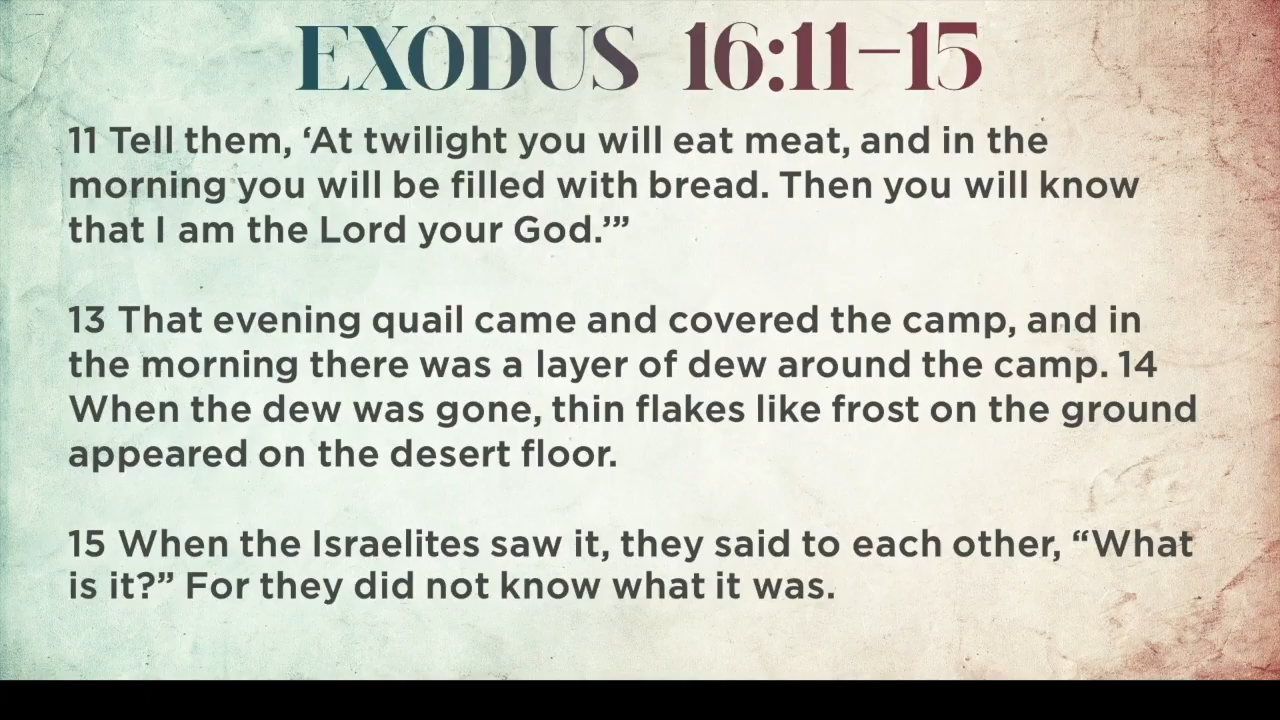 EXODUS 16:11–15
11 Tell them, ‘At twilight you will eat meat, and in the
morning you will be filled with bread. Then you will know
that I am the Lord your God.’”
13 That evening quail came and covered the camp, and in
the morning there was a layer of dew around the camp. 14
When the dew was gone, thin flakes like frost on the ground
appeared on the desert floor.
15 When the Israelites saw it, they said to each other, “What
is it?” For they did not know what it was.